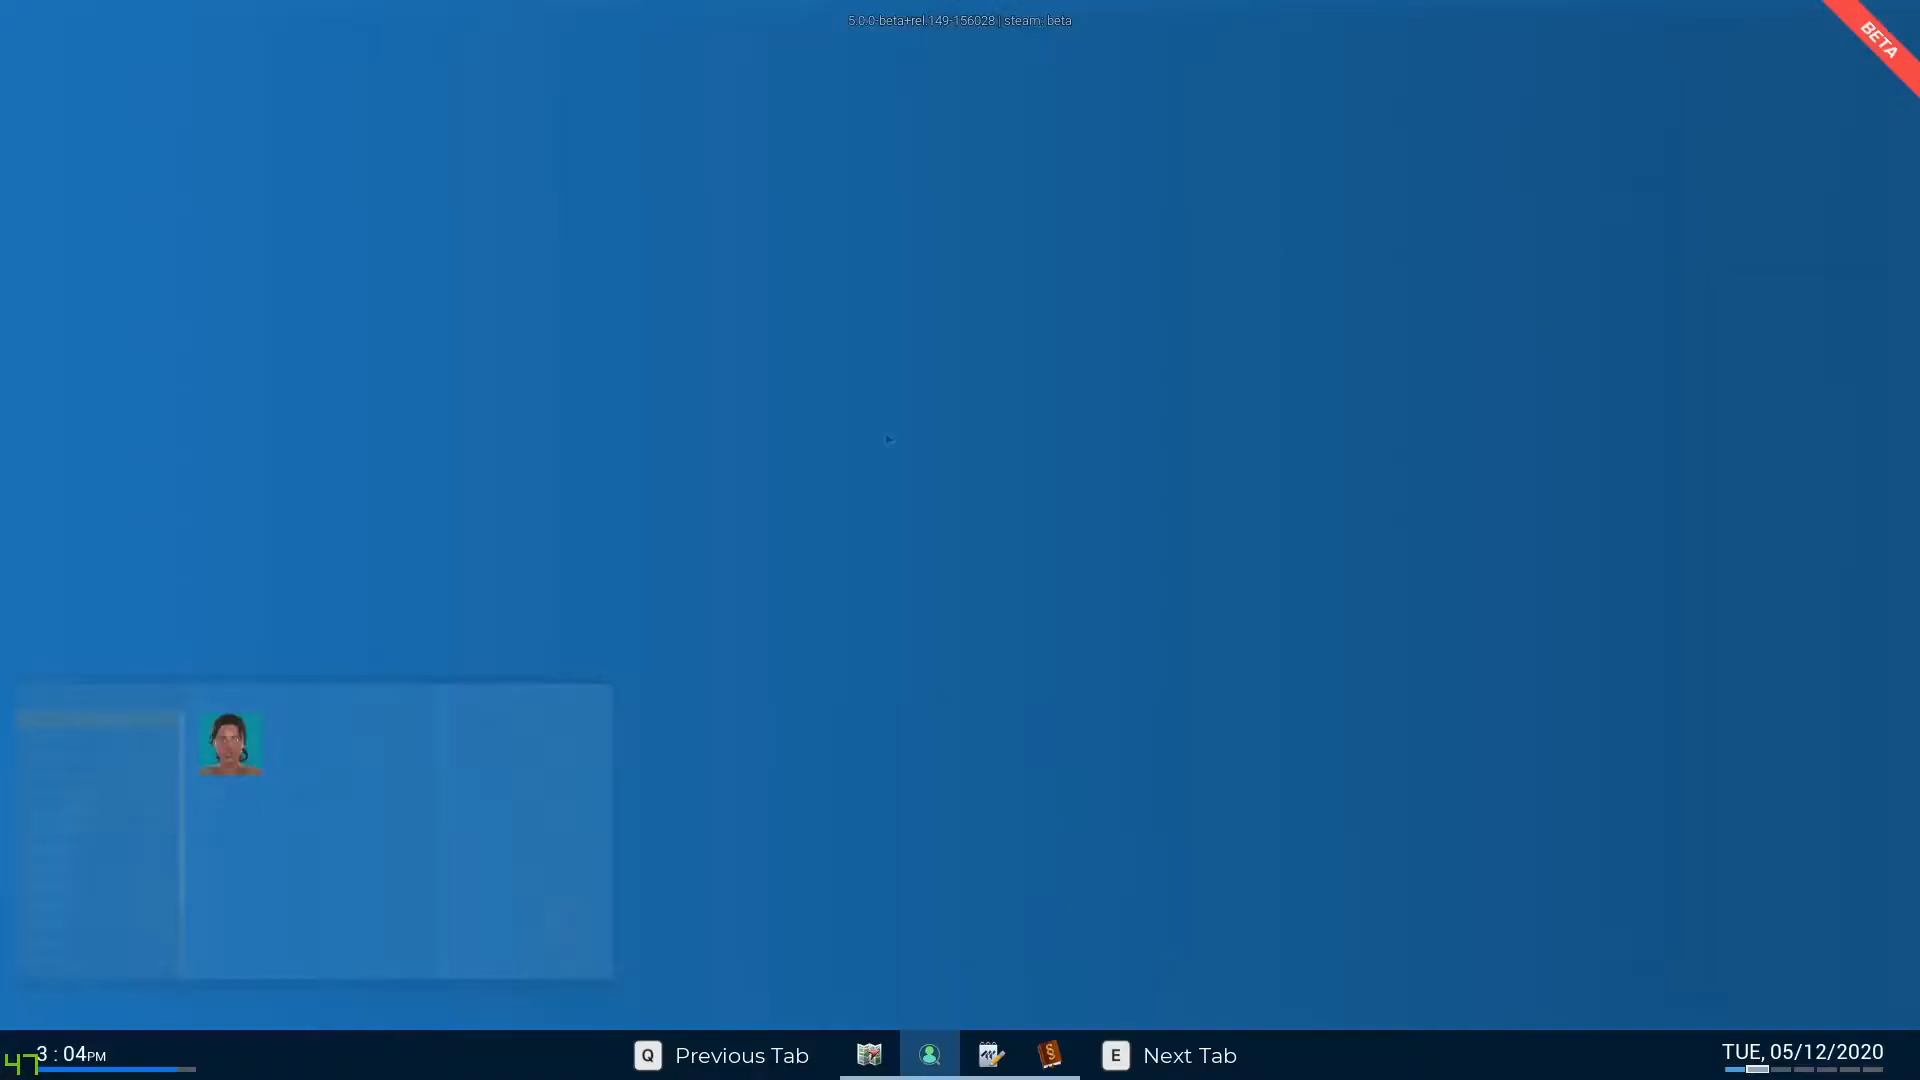 5.0.0-beta+rel.149-156028 | steam: beta
BETA
47
3 : 04PM
Q Previous Tab
E Next Tab
TUE, 05/12/2020